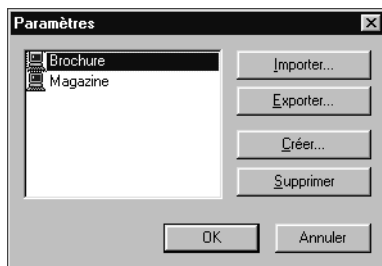 Paramètres
Brochure
Magazine
Importer...
Exporter...
Créer...
Supprimer
OK
Annuler